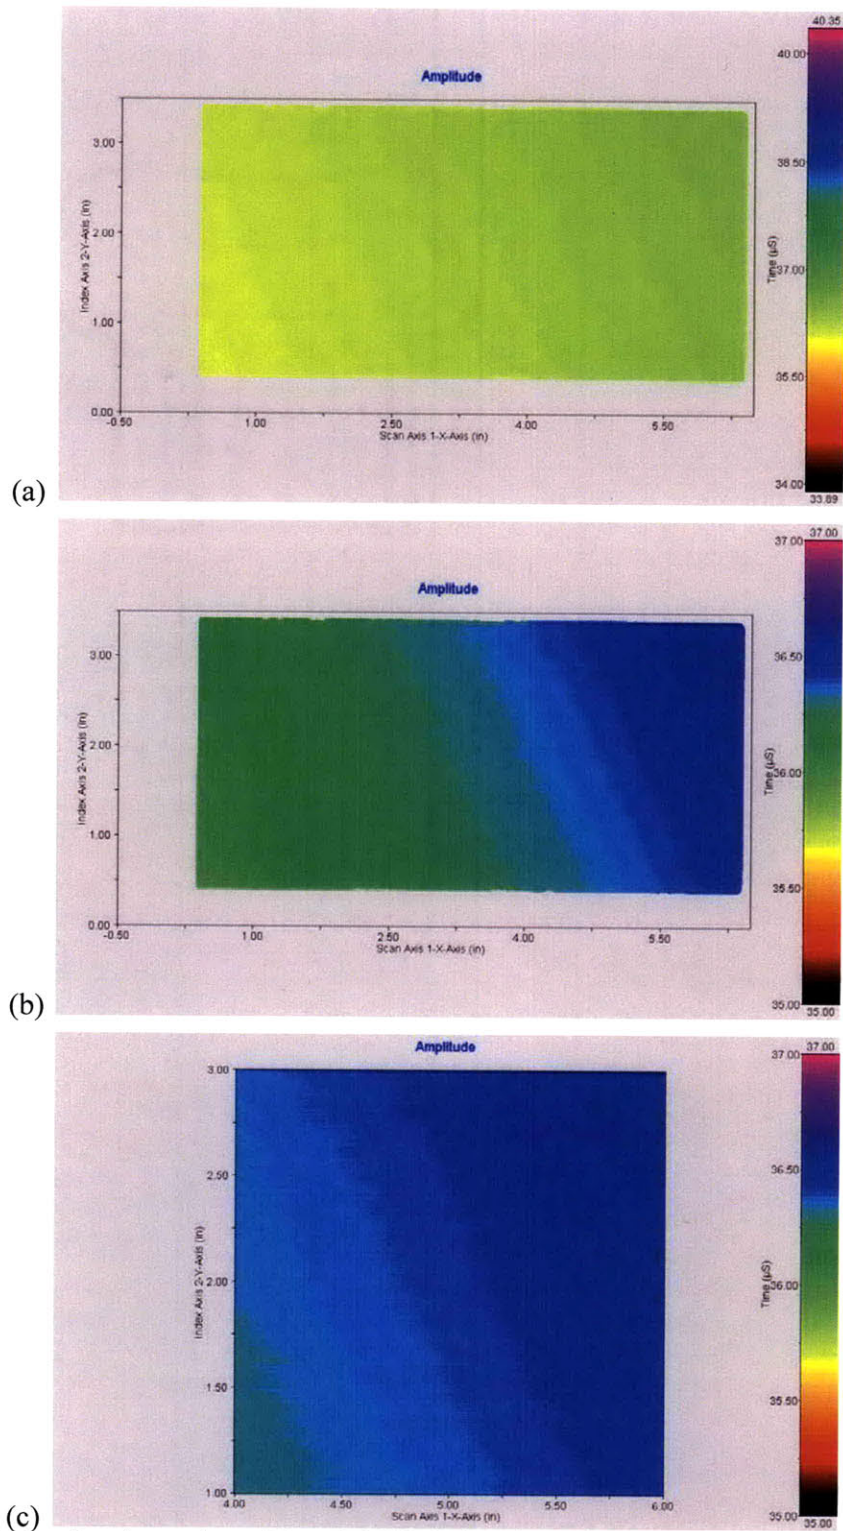 40.35
40.00
Amplitude
38.50
3.00
2.00
1.00
0.00
Index Axis 2-Y-Axis (in)
Time (µS)
37.00
35.50
34.00
33.89
-0.50 1.00 2.50 4.00 5.50
Scan Axis 1-X-Axis (in)
(a)
37.00 37.00
Amplitude
36.50
3.00
2.00
1.00
0.00
Index Axis 2-Y-Axis (in)
Time (µS)
36.00
35.50
35.00
35.00
-0.50 1.00 2.50 4.00 5.50
Scan Axis 1-X-Axis (in)
(b)
37.00
37.00
Amplitude
36.50
3.00
2.50
2.00
1.50
1.00
Index Axis 2-Y-Axis (in)
Time (µS)
36.00
35.50
35.00
35.00
4.00 4.50 5.00 5.50 6.00
Scan Axis 1-X-Axis (in)
(c)